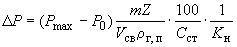 ΔP = (P_max − P_0) mZ / (V_св ρ_г, п) · 100 / C_ст · 1 / K_н